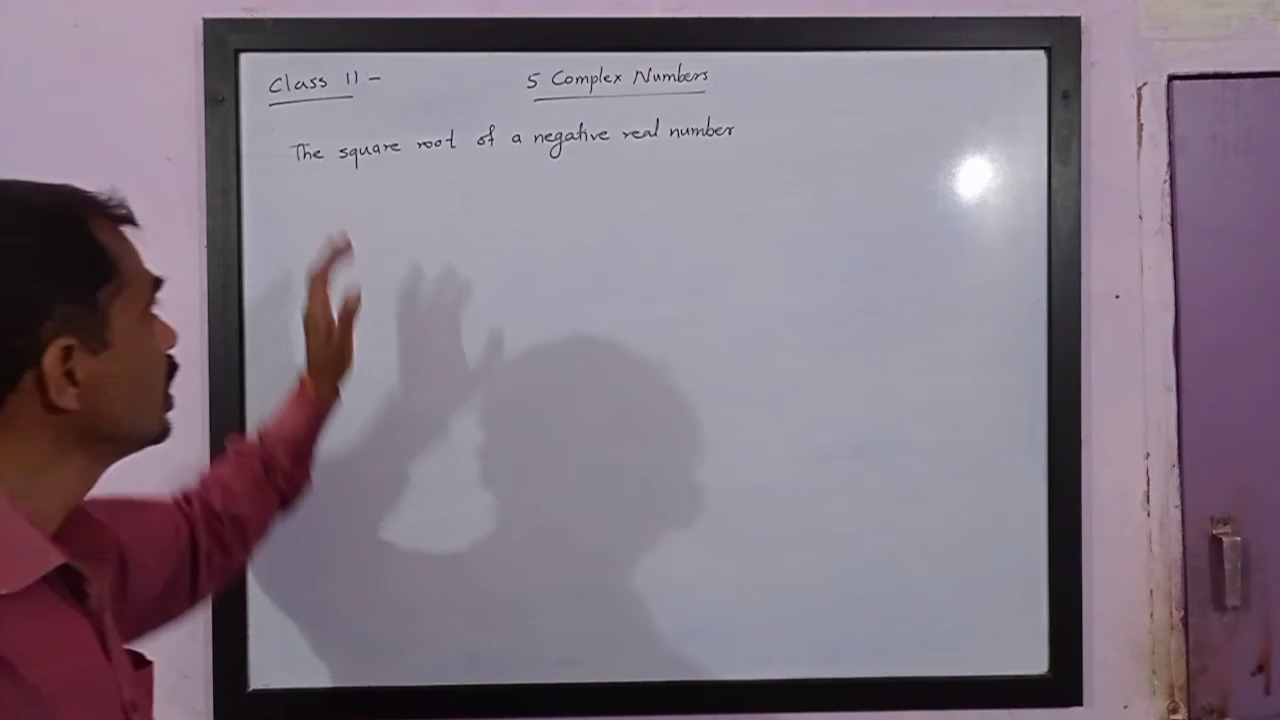 Class 11 - 5 Complex Numbers
The square root of a negative real number